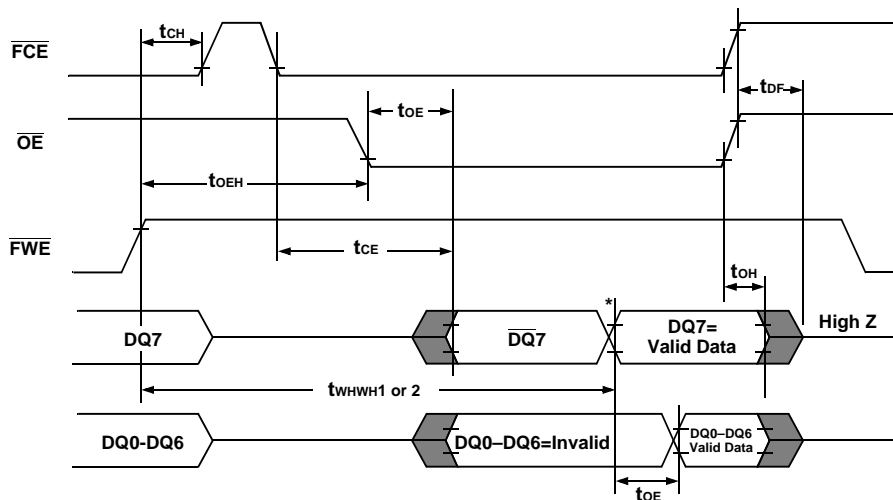 tCH
FCE
tDF
tOE
OE
tOEH
FWE
tCE
tOH
*
High Z
DQ7
DQ7
DQ7=
Valid Data
tWHWH1 or 2
DQ0-DQ6
DQ0–DQ6=Invalid
DQ0–DQ6
Valid Data
tOE